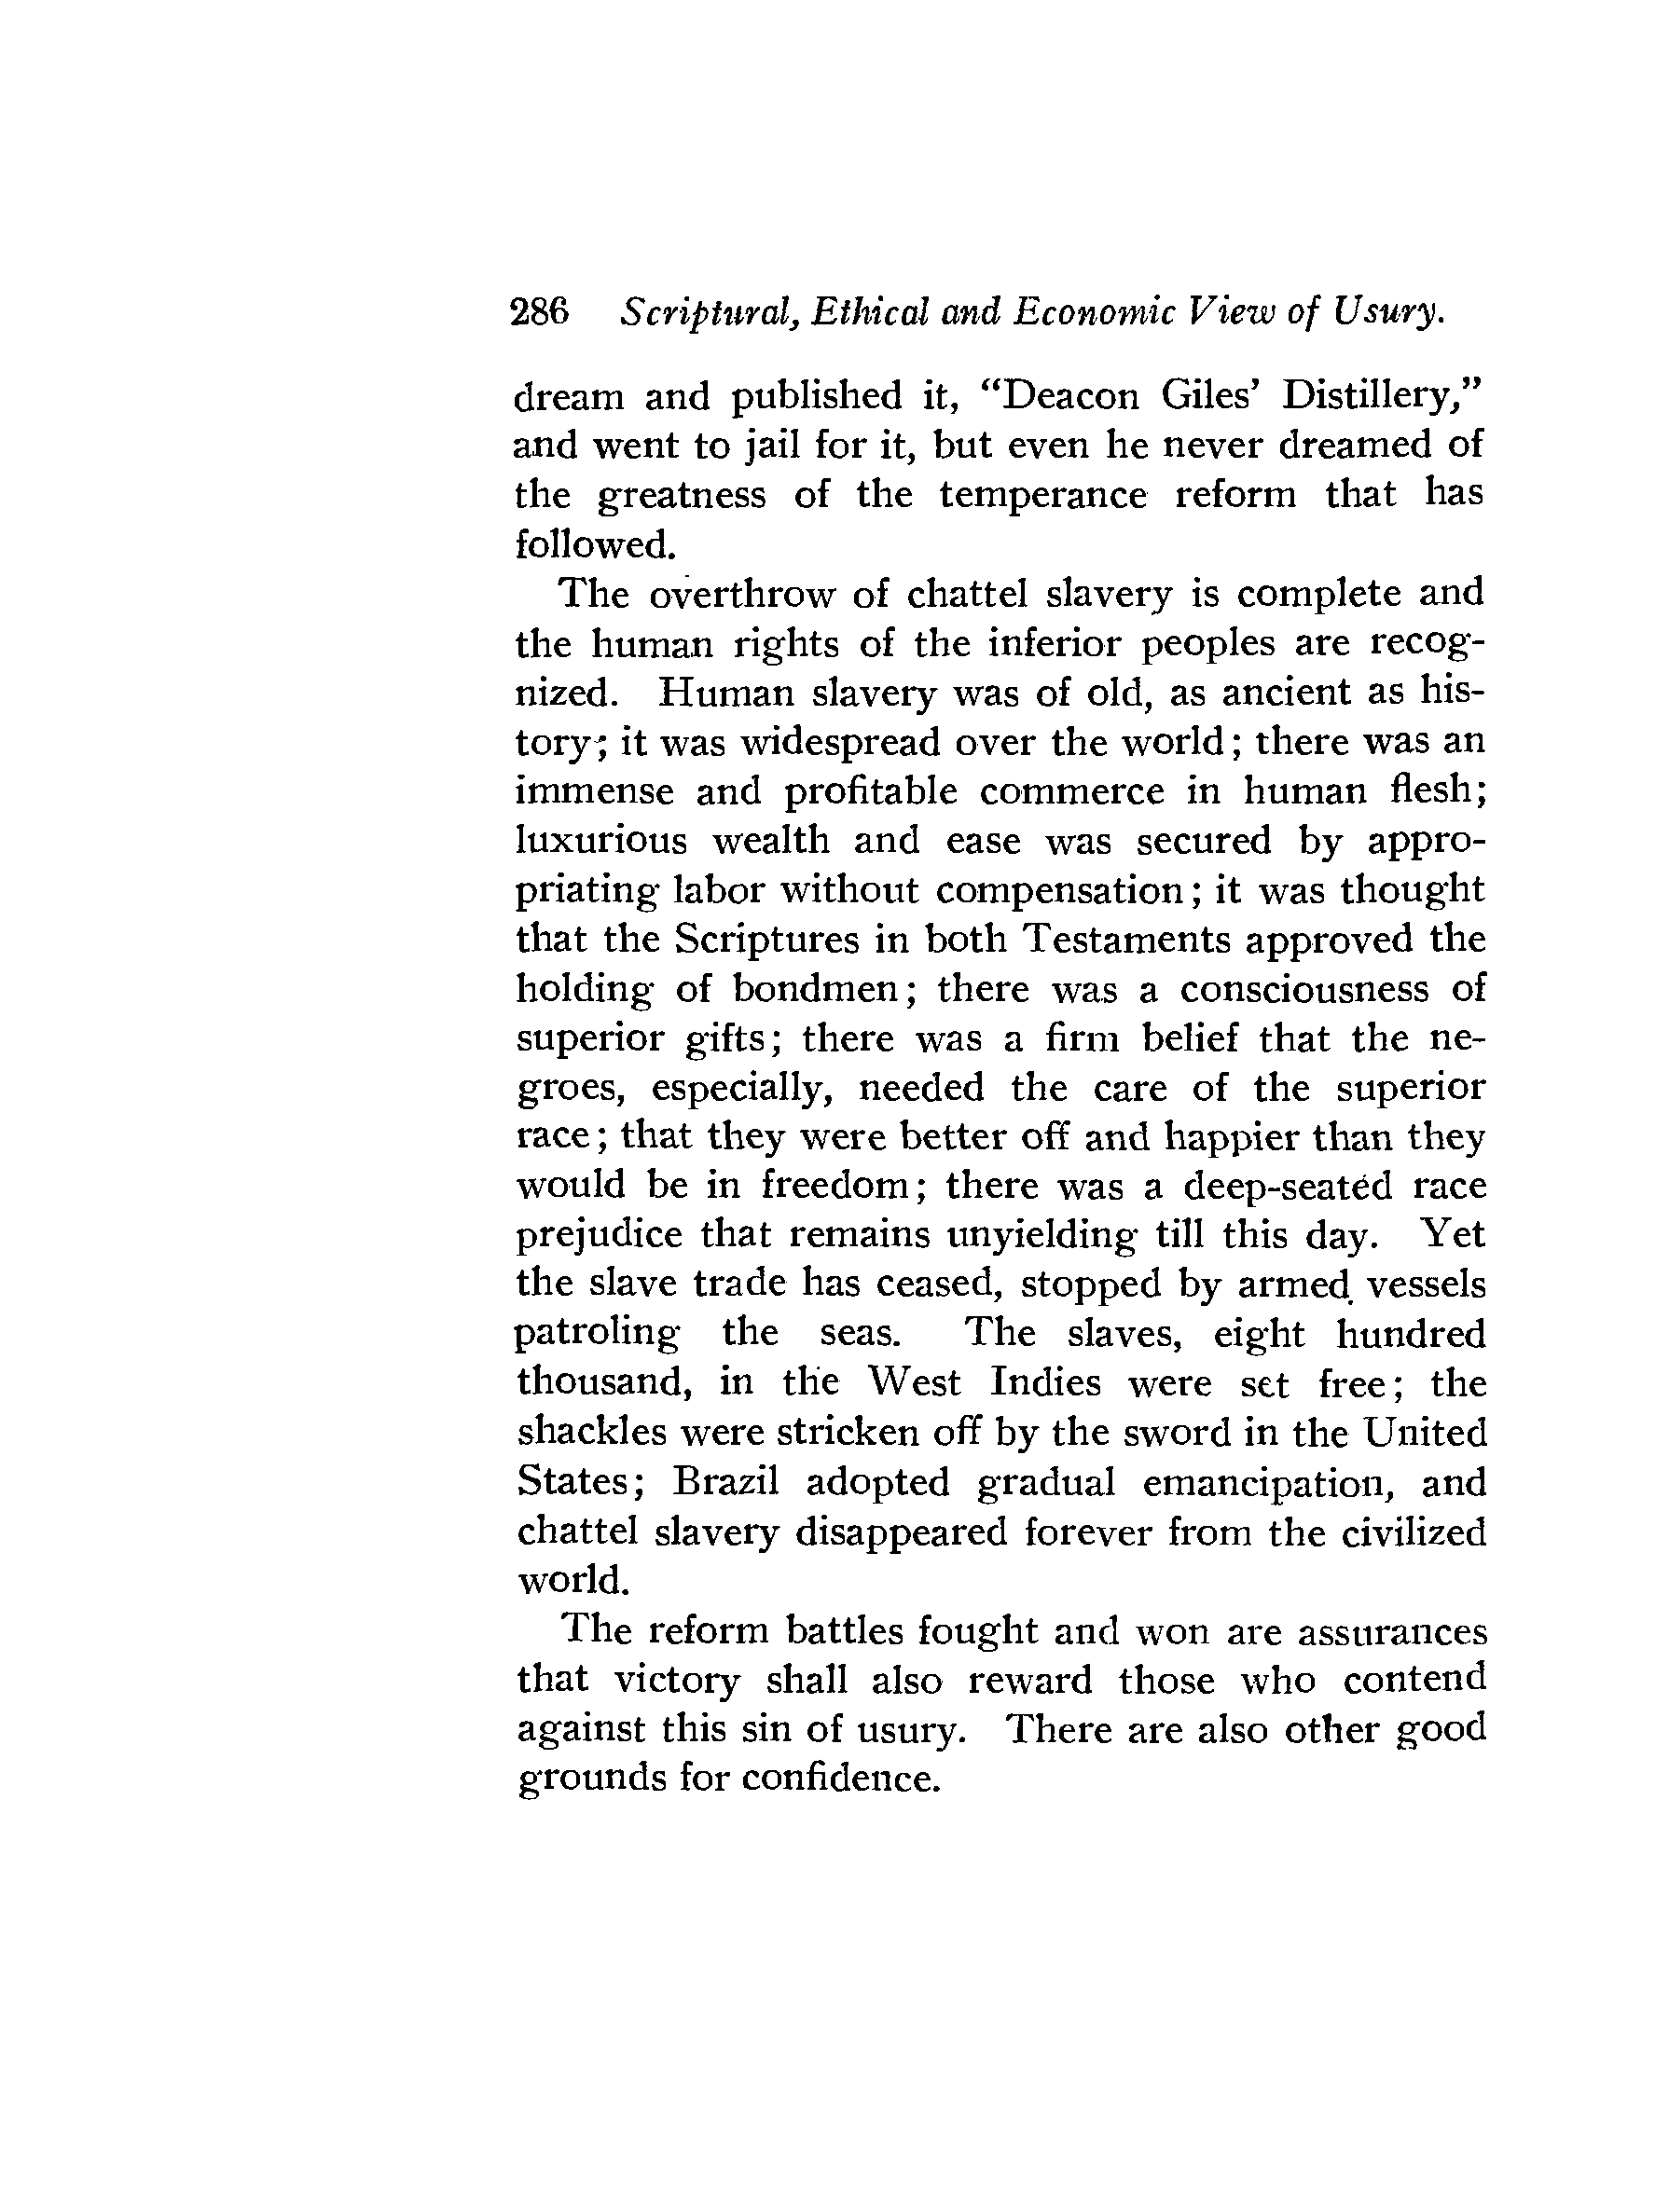 286 Scriptural, Ethical and Economic View of Usury.
dream and published it, “Deacon Giles’ Distillery,”
and went to jail for it, but even he never dreamed of
the greatness of the temperance reform that has
followed.
The overthrow of chattel slavery is complete and
the human rights of the inferior peoples are recog-
nized. Human slavery was of old, as ancient as his-
tory; it was widespread over the world; there was an
immense and profitable commerce in human flesh;
luxurious wealth and ease was secured by appro-
priating labor without compensation; it was thought
that the Scriptures in both Testaments approved the
holding of bondmen; there was a consciousness of
superior gifts; there was a firm belief that the ne-
groes, especially, needed the care of the superior
race; that they were better off and happier than they
would be in freedom; there was a deep-seated race
prejudice that remains unyielding till this day. Yet
the slave trade has ceased, stopped by armed vessels
patroling the seas. The slaves, eight hundred
thousand, in the West Indies were set free; the
shackles were stricken off by the sword in the United
States; Brazil adopted gradual emancipation, and
chattel slavery disappeared forever from the civilized
world.
The reform battles fought and won are assurances
that victory shall also reward those who contend
against this sin of usury. There are also other good
grounds for confidence.